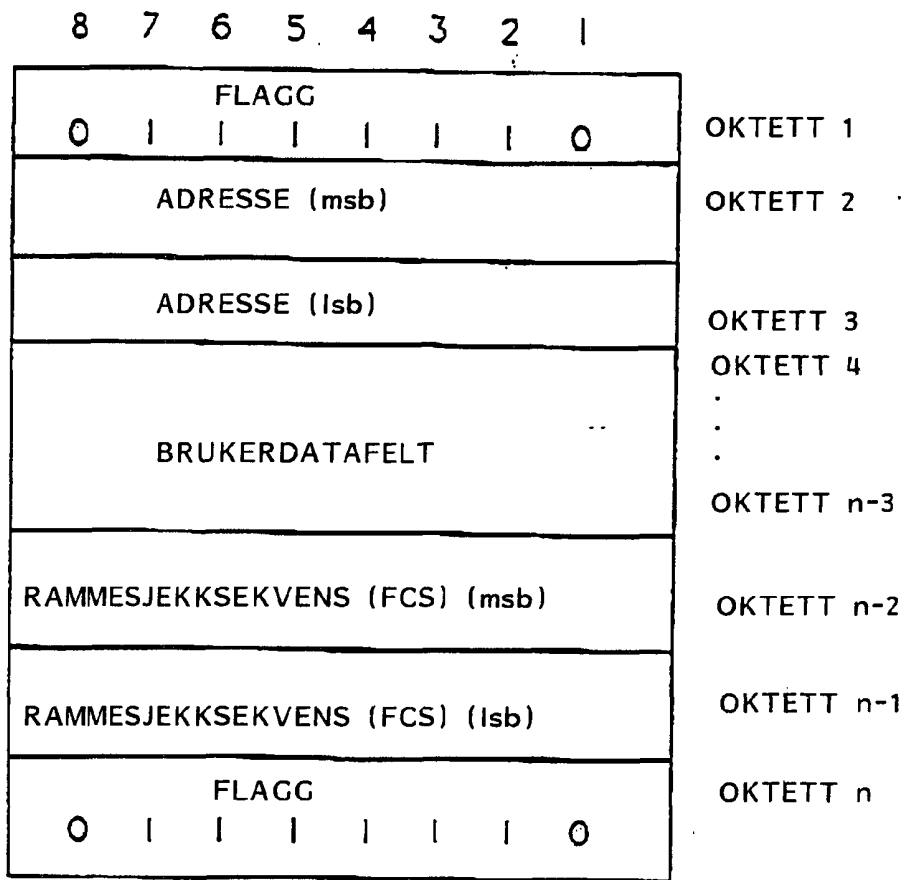 8 7 6 5 4 3 2 1
FLAGG
0 1 1 1 1 1 1 0 OKTETT 1
ADRESSE (msb) OKTETT 2
ADRESSE (lsb) OKTETT 3
OKTETT 4
.
.
BRUKERDATAFELT .
OKTETT n-3
RAMMESJEKKSEKVENS (FCS) (msb) OKTETT n-2
RAMMESJEKKSEKVENS (FCS) (lsb) OKTETT n-1
FLAGG OKTETT n
0 1 1 1 1 1 1 0